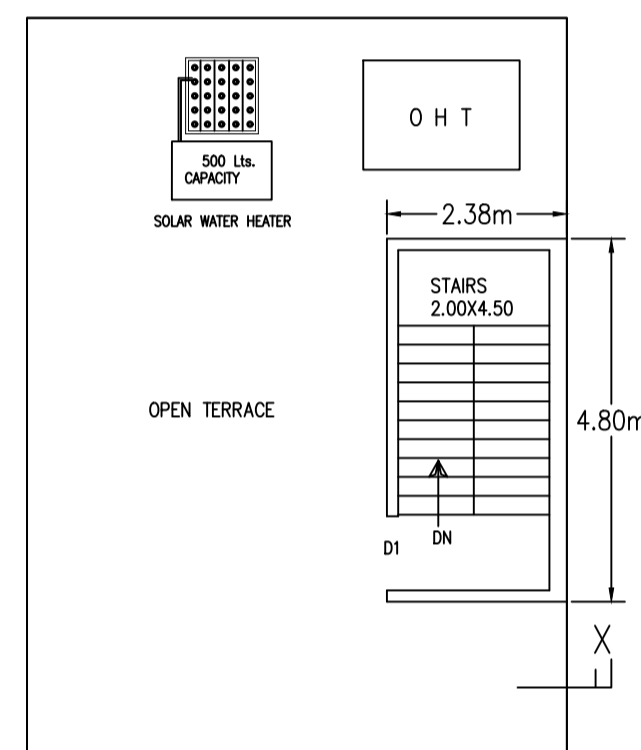 O H T
500 Lts.
CAPACITY
SOLAR WATER HEATER
2.38m
STAIRS
2.00X4.50
OPEN TERRACE
4.80m
D1
DN
X